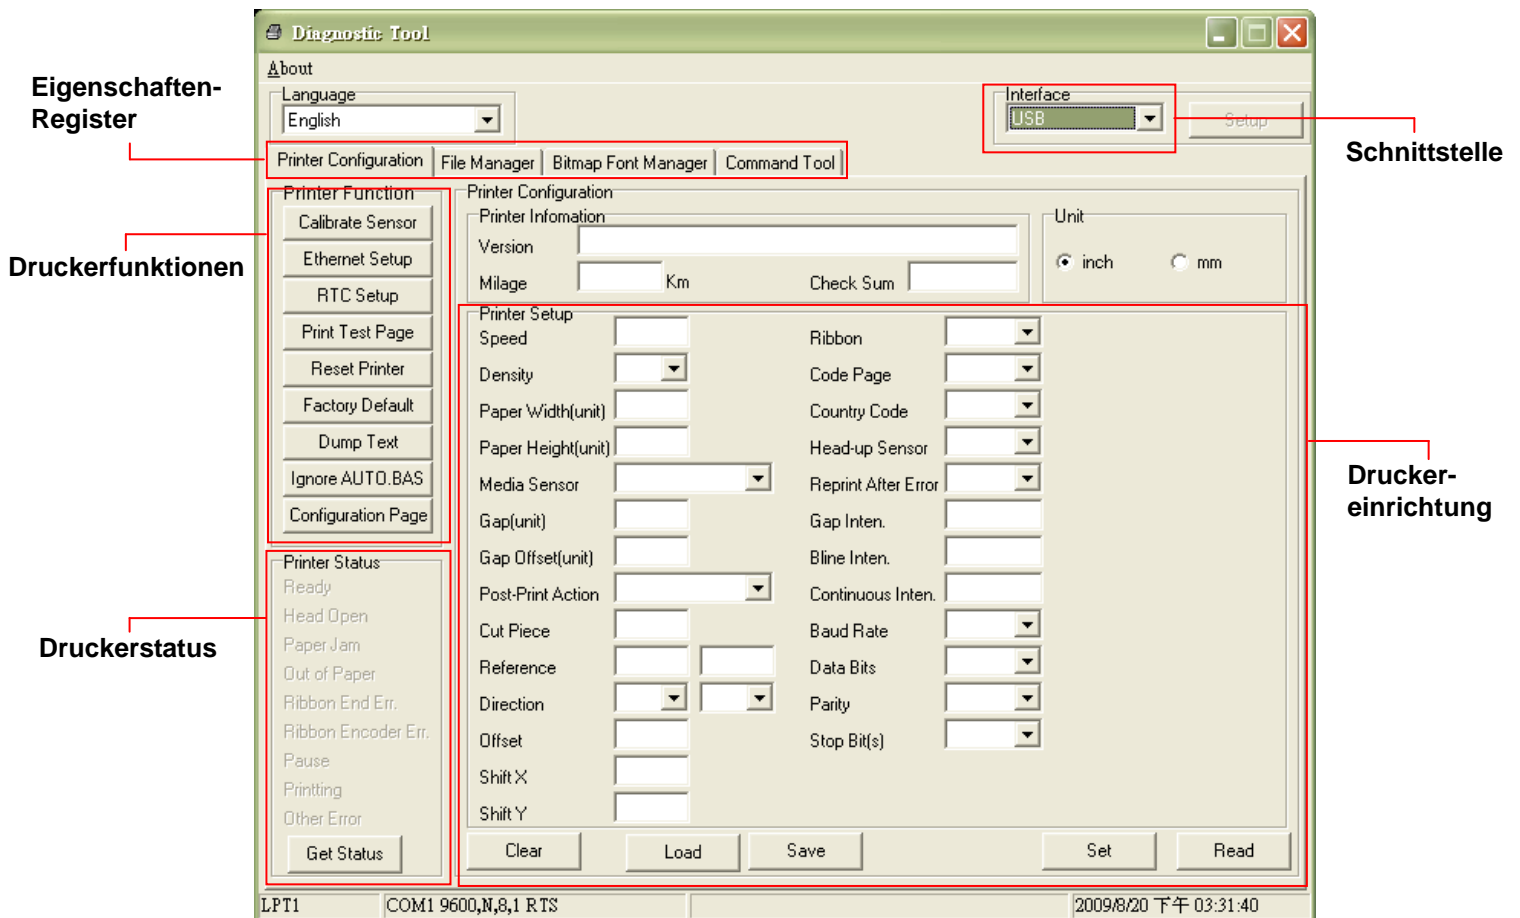 Diagnostic Tool
About
Eigenschaften-
Register
Language
English
Interface
USB
Setup
Schnittstelle
Printer Configuration
File Manager
Bitmap Font Manager
Command Tool
Druckerfunktionen
Printer Function
Calibrate Sensor
Ethernet Setup
RTC Setup
Print Test Page
Reset Printer
Factory Default
Dump Text
Ignore AUTO.BAS
Configuration Page
Druckerstatus
Printer Status
Ready
Head Open
Paper Jam
Out of Paper
Ribbon End Err.
Ribbon Encoder Err.
Pause
Printting
Other Error
Get Status
Printer Configuration
Printer Infomation
Version
Milage
Km
Check Sum
Unit
inch
mm
Printer Setup
Speed
Density
Paper Width(unit)
Paper Height(unit)
Media Sensor
Gap(unit)
Gap Offset(unit)
Post-Print Action
Cut Piece
Reference
Direction
Offset
Shift X
Shift Y
Ribbon
Code Page
Country Code
Head-up Sensor
Reprint After Error
Gap Inten.
Bline Inten.
Continuous Inten.
Baud Rate
Data Bits
Parity
Stop Bit(s)
Drucker-
einrichtung
Clear
Load
Save
Set
Read
LPT1
COM1 9600,N,8,1 RTS
2009/8/20 下午 03:31:40